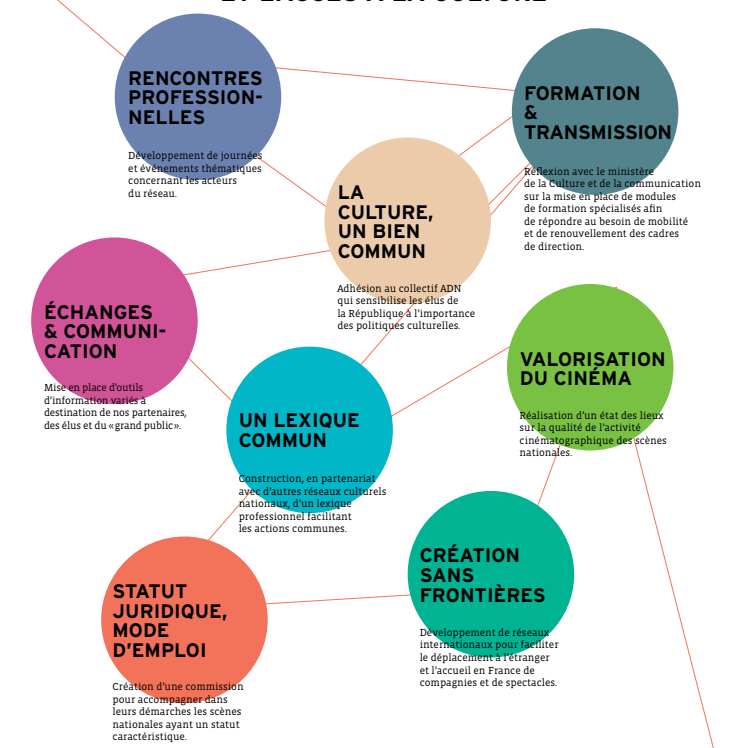 ET L'ACCÈS À LA CULTURE
RENCONTRES
PROFESSION-
NELLES
Développement de journées
et événements thématiques
concernant les acteurs
du réseau.
FORMATION
&
TRANSMISSION
Réflexion avec le ministère
de la Culture et de la communication
sur la mise en place de modules
de formation spécialisés afin
de répondre au besoin de mobilité
et de renouvellement des cadres
de direction.
LA
CULTURE,
UN BIEN
COMMUN
Adhésion au collectif ADN
qui sensibilise les élus de
la République à l'importance
des politiques culturelles.
ÉCHANGES
& COMMUNI-
CATION
Mise en place d'outils
d'information variés à
destination de nos partenaires,
des élus et du «grand public».
VALORISATION
DU CINÉMA
Réalisation d'un état des lieux
sur la qualité de l'activité
cinématographique des scènes
nationales.
UN LEXIQUE
COMMUN
Construction, en partenariat
avec d'autres réseaux culturels
nationaux, d'un lexique
professionnel facilitant
les actions communes.
CRÉATION
SANS
FRONTIÈRES
Développement de réseaux
internationaux pour faciliter
le déplacement à l'étranger
et l'accueil en France de
compagnies et de spectacles.
STATUT
JURIDIQUE,
MODE
D'EMPLOI
Création d'une commission
pour accompagner dans
leurs démarches les scènes
nationales ayant un statut
caractéristique.